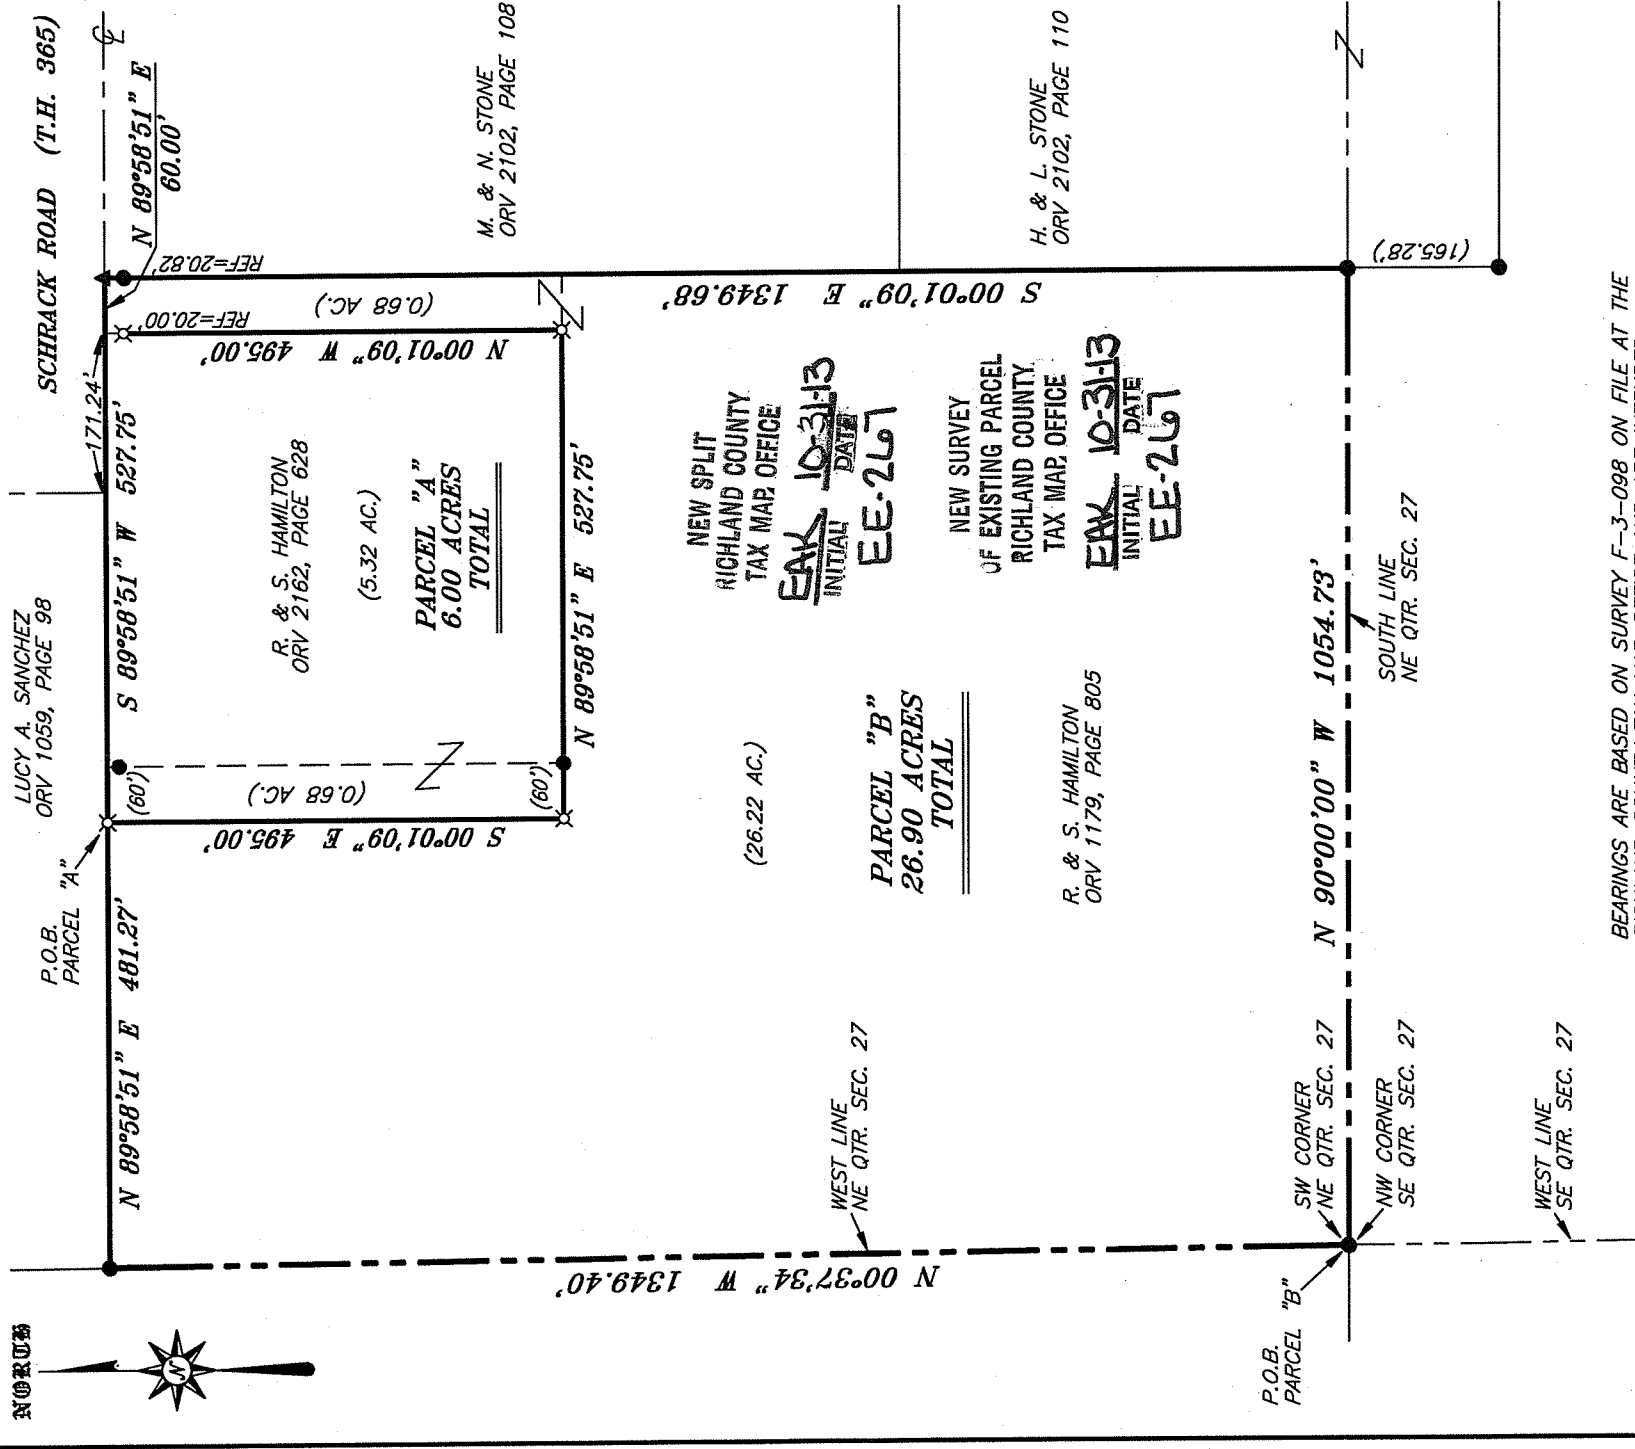 NORTH
SCHRACK ROAD (T.H. 365)
N 89°58'51" E
60.00'
LUCY A. SANCHEZ
ORV 1059, PAGE 98
171.24'
P.O.B.
PARCEL "A"
N 89°58'51" E 481.27'
S 89°58'51" W 527.75'
REF=20.82'
REF=20.00'
(0.68 AC.)
N 00°01'09" W 495.00'
R. & S. HAMILTON
ORV 2162, PAGE 628
(5.32 AC.)
PARCEL "A"
6.00 ACRES
TOTAL
(60')
(0.68 AC.)
(60')
S 00°01'09" E 495.00'
N 89°58'51" E 527.75'
M. & N. STONE
ORV 2102, PAGE 108
H. & L. STONE
ORV 2102, PAGE 110
S 00°01'09" E 1349.68'
NEW SPLIT
RICHLAND COUNTY
TAX MAP OFFICE
EAK 10-31-13
INITIAL DATE
EE-267
NEW SURVEY
OF EXISTING PARCEL
RICHLAND COUNTY
TAX MAP OFFICE
EAK 10-31-13
INITIAL DATE
EE-267
(26.22 AC.)
PARCEL "B"
26.90 ACRES
TOTAL
R. & S. HAMILTON
ORV 1179, PAGE 805
N 00°37'34" W 1349.40'
WEST LINE
NE QTR. SEC. 27
N 90°00'00" W 1054.73'
SOUTH LINE
NE QTR. SEC. 27
(165.28')
SW CORNER
NE QTR. SEC. 27
NW CORNER
SE QTR. SEC. 27
P.O.B.
PARCEL "B"
WEST LINE
SE QTR. SEC. 27
BEARINGS ARE BASED ON SURVEY F-3-098 ON FILE AT THE